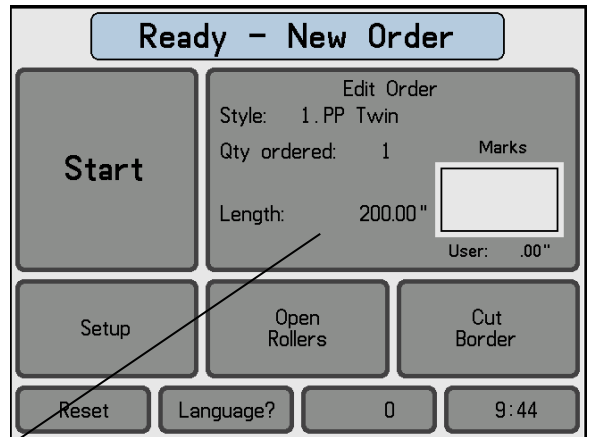 Ready - New Order
Start
Edit Order
Style: 1.PP Twin
Qty ordered: 1
Marks
Length: 200.00"
User: .00"
Setup
Open
Rollers
Cut
Border
Reset
Language?
0
9:44